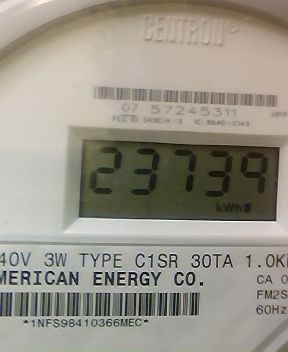 CENTRON®
07 57245311
23739
kWh
40V 3W TYPE C1SR 30TA 1.0K
MERICAN ENERGY CO.
CA 0
FM2S
60Hz
*1NFS98410366MEC*